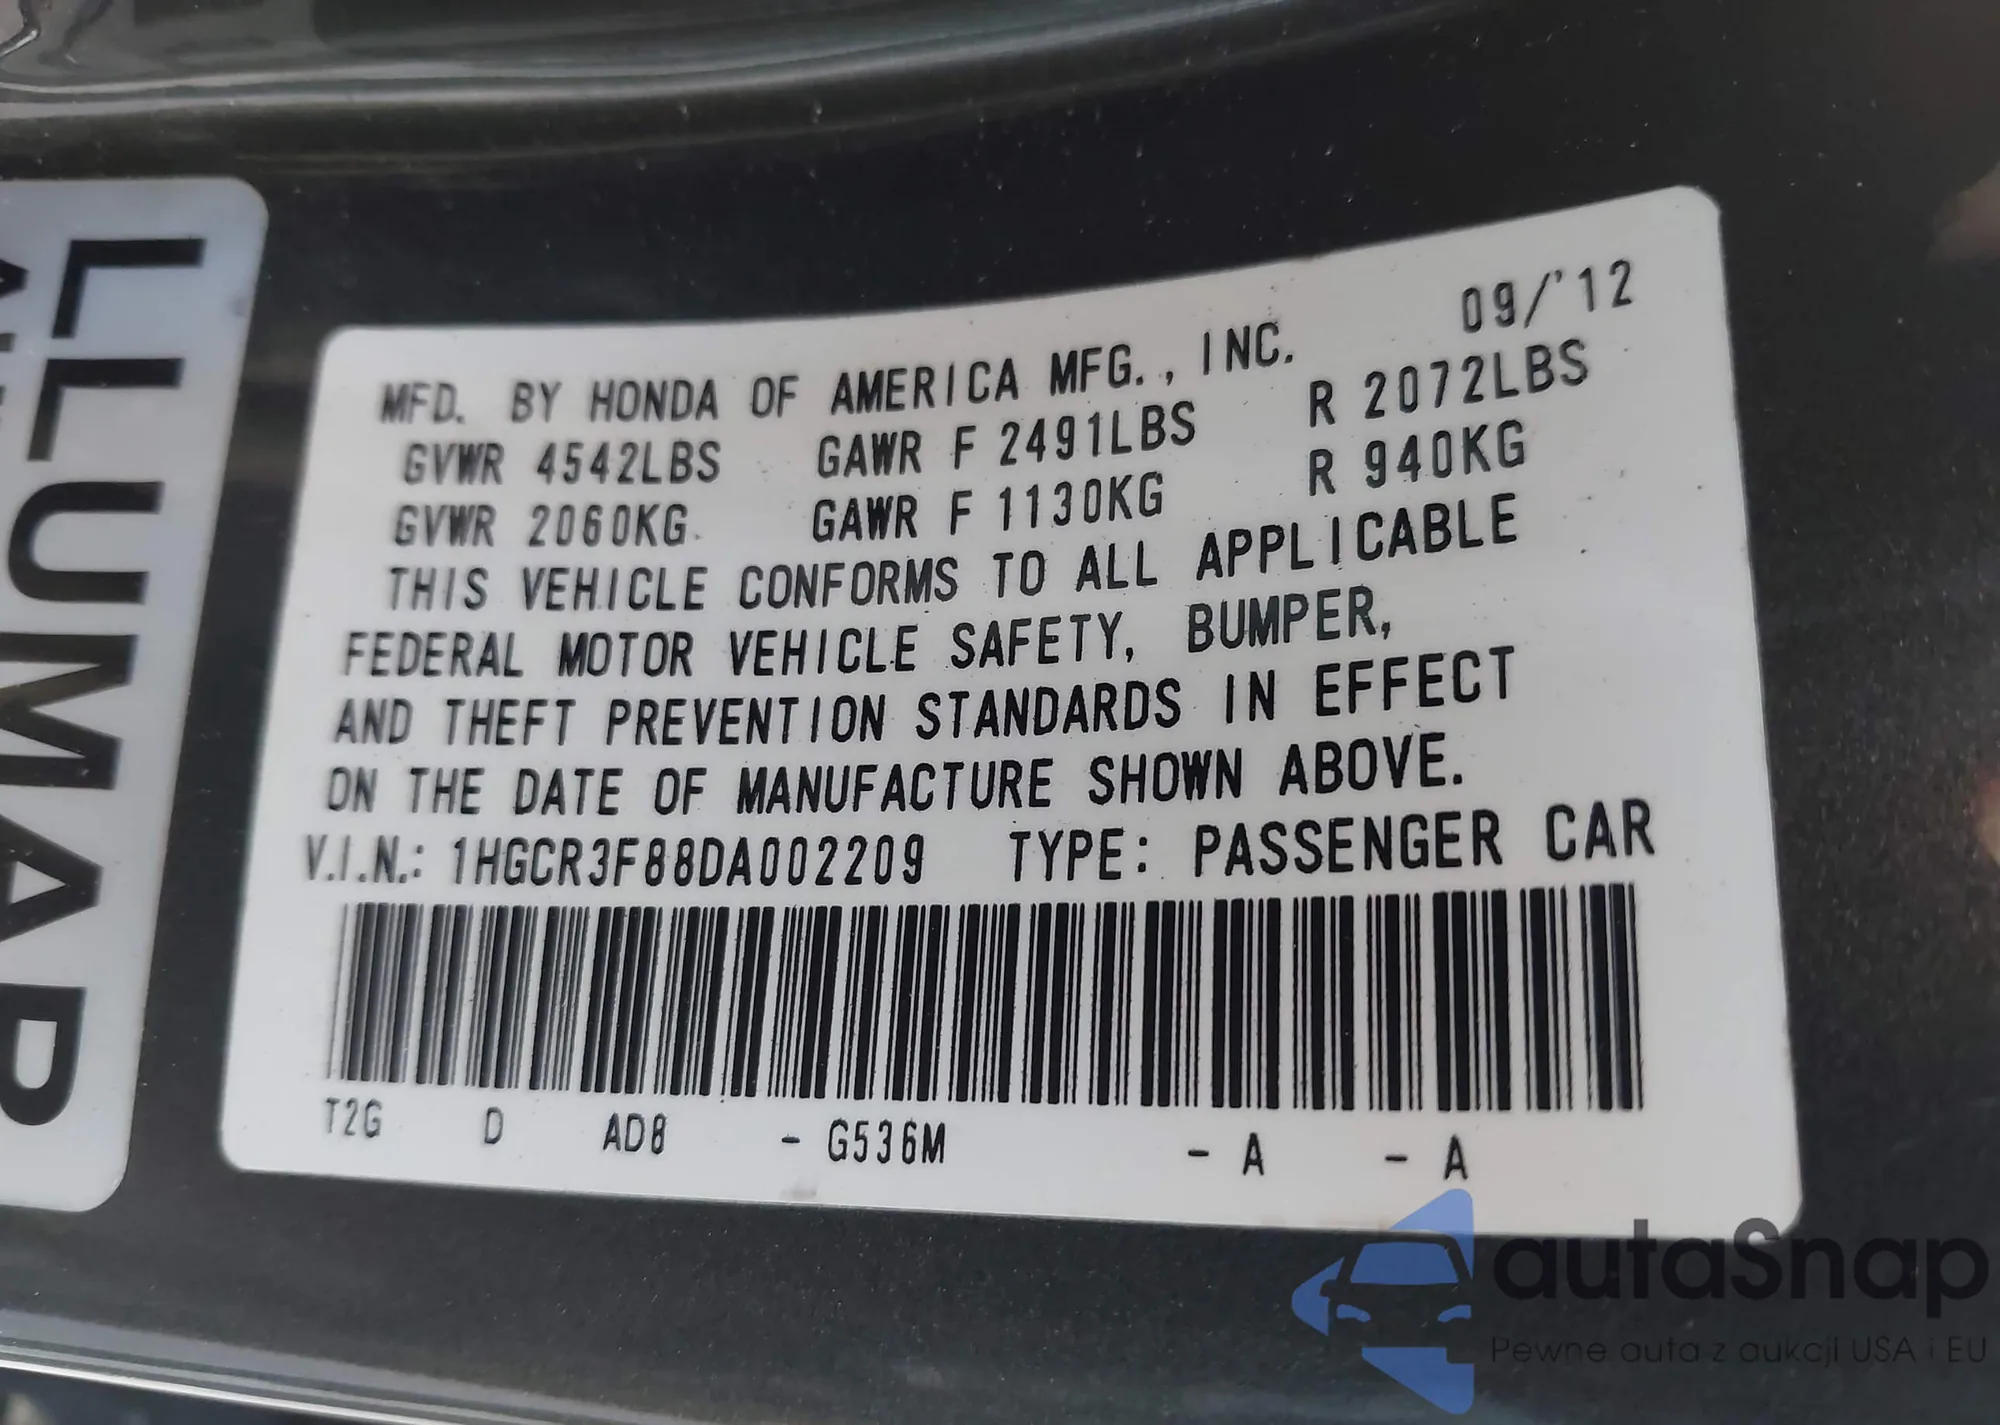 LLUMAR
09/'12
MFD. BY HONDA OF AMERICA MFG., INC.
GVWR 4542LBS GAWR F 2491LBS R 2072LBS
GVWR 2060KG GAWR F 1130KG R 940KG
THIS VEHICLE CONFORMS TO ALL APPLICABLE
FEDERAL MOTOR VEHICLE SAFETY, BUMPER,
AND THEFT PREVENTION STANDARDS IN EFFECT
ON THE DATE OF MANUFACTURE SHOWN ABOVE.
V.I.N.: 1HGCR3F88DA002209 TYPE: PASSENGER CAR
T2G D AD8 - G536M - A - A
autaSnap
Pewne auta z aukcji USA i EU